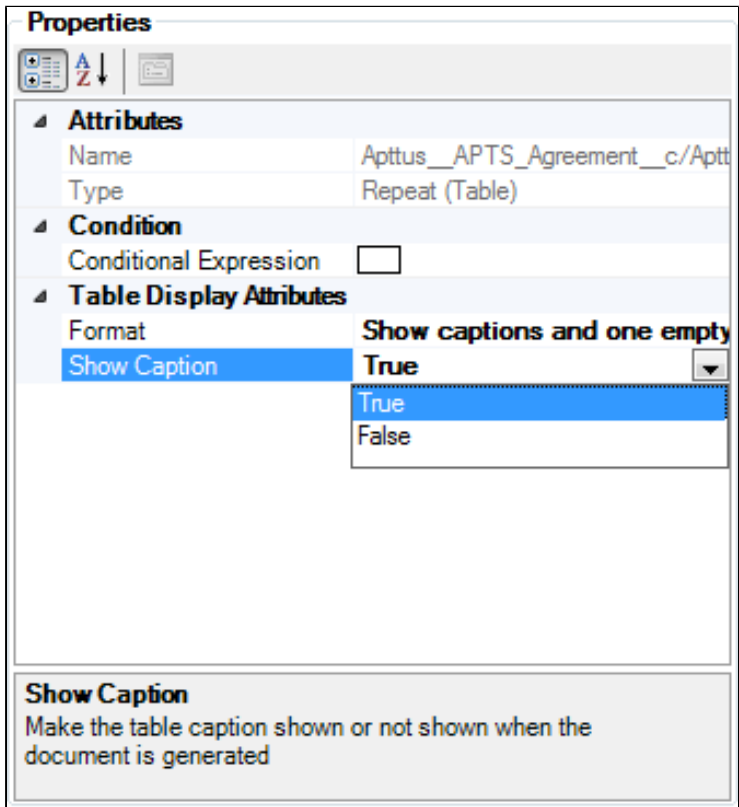 Properties
A
Z
Attributes
Name Apttus__APTS_Agreement__c/Aptt
Type Repeat (Table)
Condition
Conditional Expression
Table Display Attributes
Format Show captions and one empty
Show Caption True
True
False
Show Caption
Make the table caption shown or not shown when the
document is generated